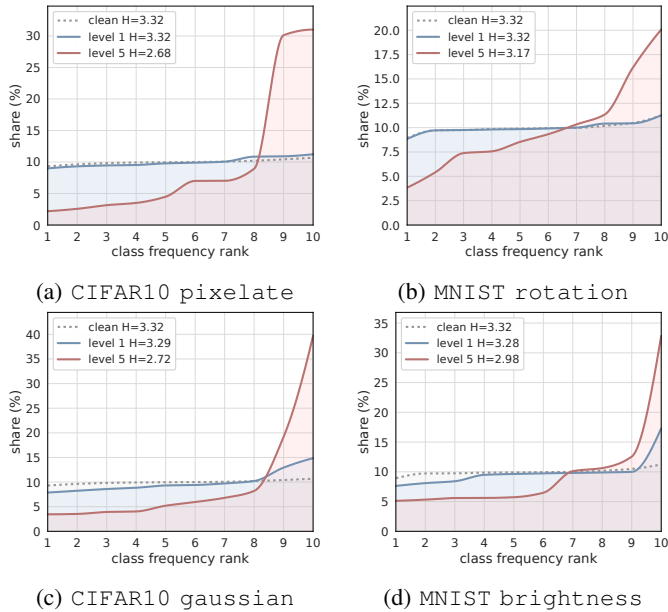 clean H=3.32
level 1 H=3.32
level 5 H=2.68
share (%)
30
25
20
15
10
5
0
1 2 3 4 5 6 7 8 9 10
class frequency rank
(a) CIFAR10 pixelate
clean H=3.32
level 1 H=3.32
level 5 H=3.17
share (%)
20.0
17.5
15.0
12.5
10.0
7.5
5.0
2.5
0.0
1 2 3 4 5 6 7 8 9 10
class frequency rank
(b) MNIST rotation
clean H=3.32
level 1 H=3.29
level 5 H=2.72
share (%)
40
35
30
25
20
15
10
5
0
1 2 3 4 5 6 7 8 9 10
class frequency rank
(c) CIFAR10 gaussian
clean H=3.32
level 1 H=3.28
level 5 H=2.98
share (%)
35
30
25
20
15
10
5
0
1 2 3 4 5 6 7 8 9 10
class frequency rank
(d) MNIST brightness